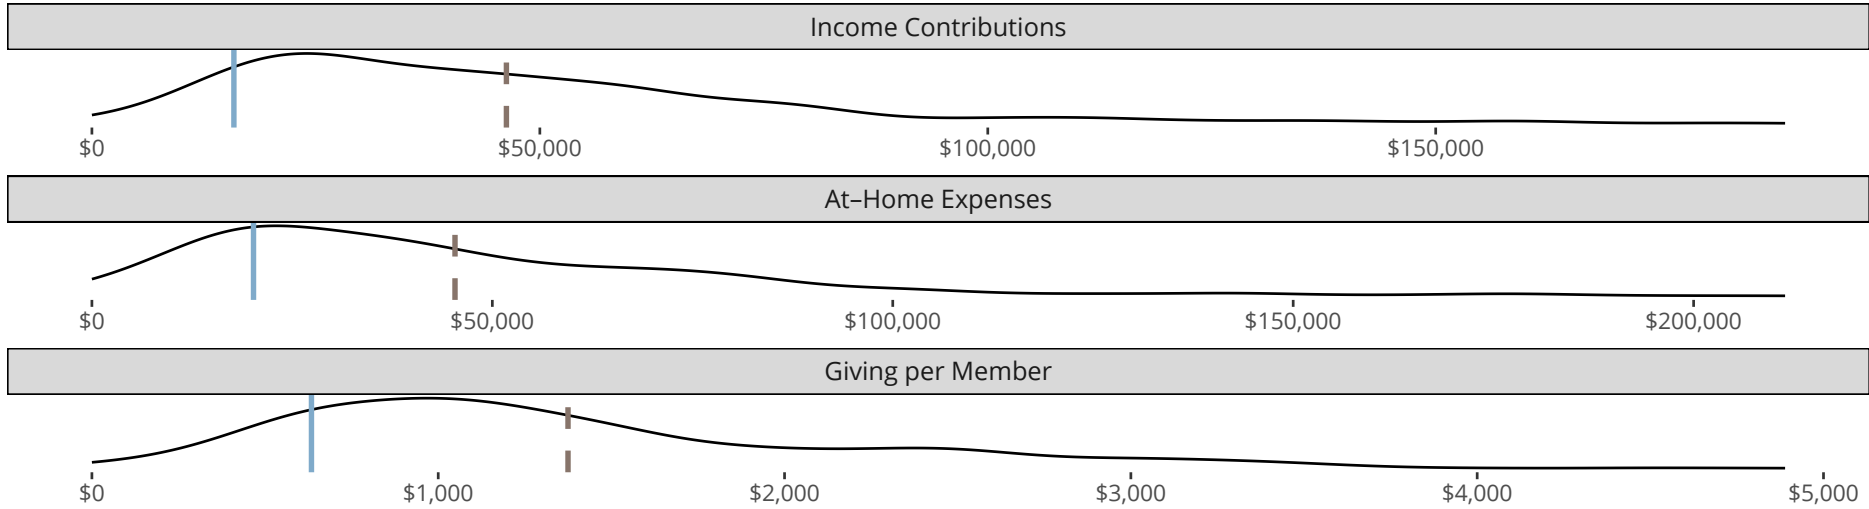 Income Contributions
$0 $50,000 $100,000 $150,000
At–Home Expenses
$0 $50,000 $100,000 $150,000 $200,000
Giving per Member
$0 $1,000 $2,000 $3,000 $4,000 $5,000